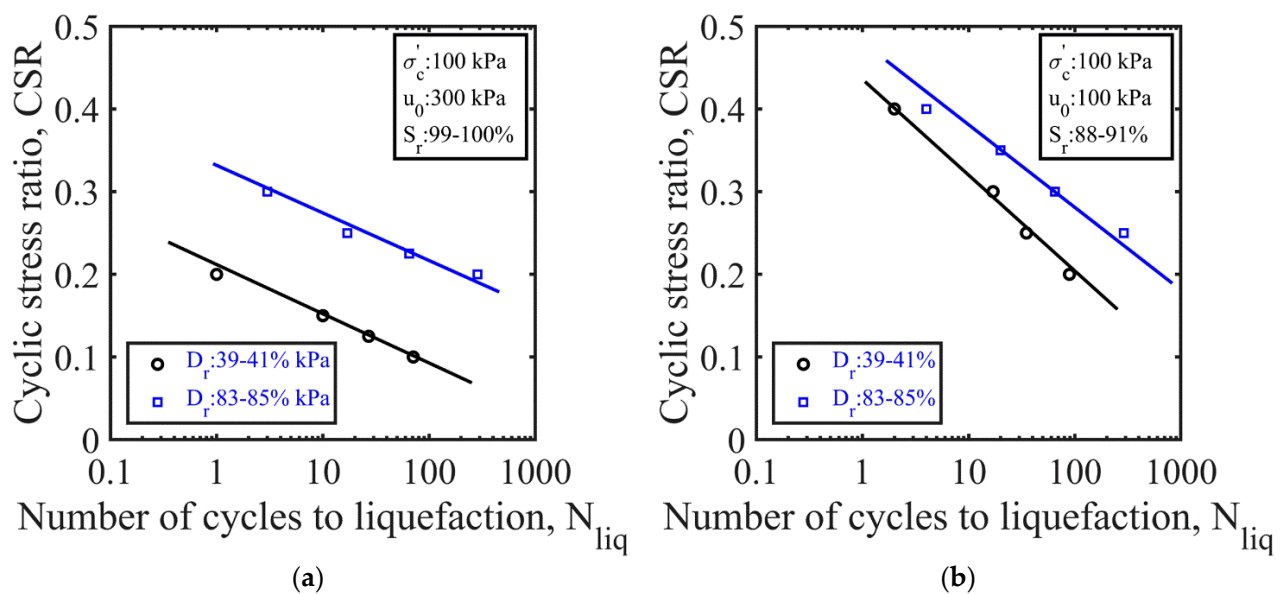 0.5
0.4
0.3
0.2
0.1
0
Cyclic stress ratio, CSR
σ'c:100 kPa
u0:300 kPa
Sr:99-100%
Dr:39-41% kPa
Dr:83-85% kPa
0.1 1 10 100 1000
Number of cycles to liquefaction, Nliq
(a)
0.5
0.4
0.3
0.2
0.1
0
Cyclic stress ratio, CSR
σ'c:100 kPa
u0:100 kPa
Sr:88-91%
Dr:39-41%
Dr:83-85%
0.1 1 10 100 1000
Number of cycles to liquefaction, Nliq
(b)